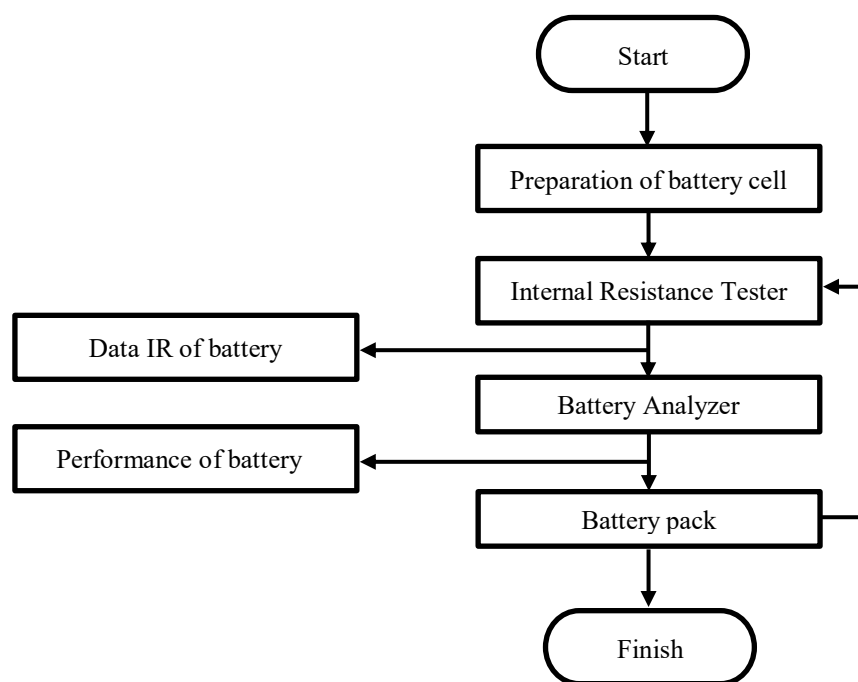 Start
Preparation of battery cell
Internal Resistance Tester
Data IR of battery
Battery Analyzer
Performance of battery
Battery pack
Finish